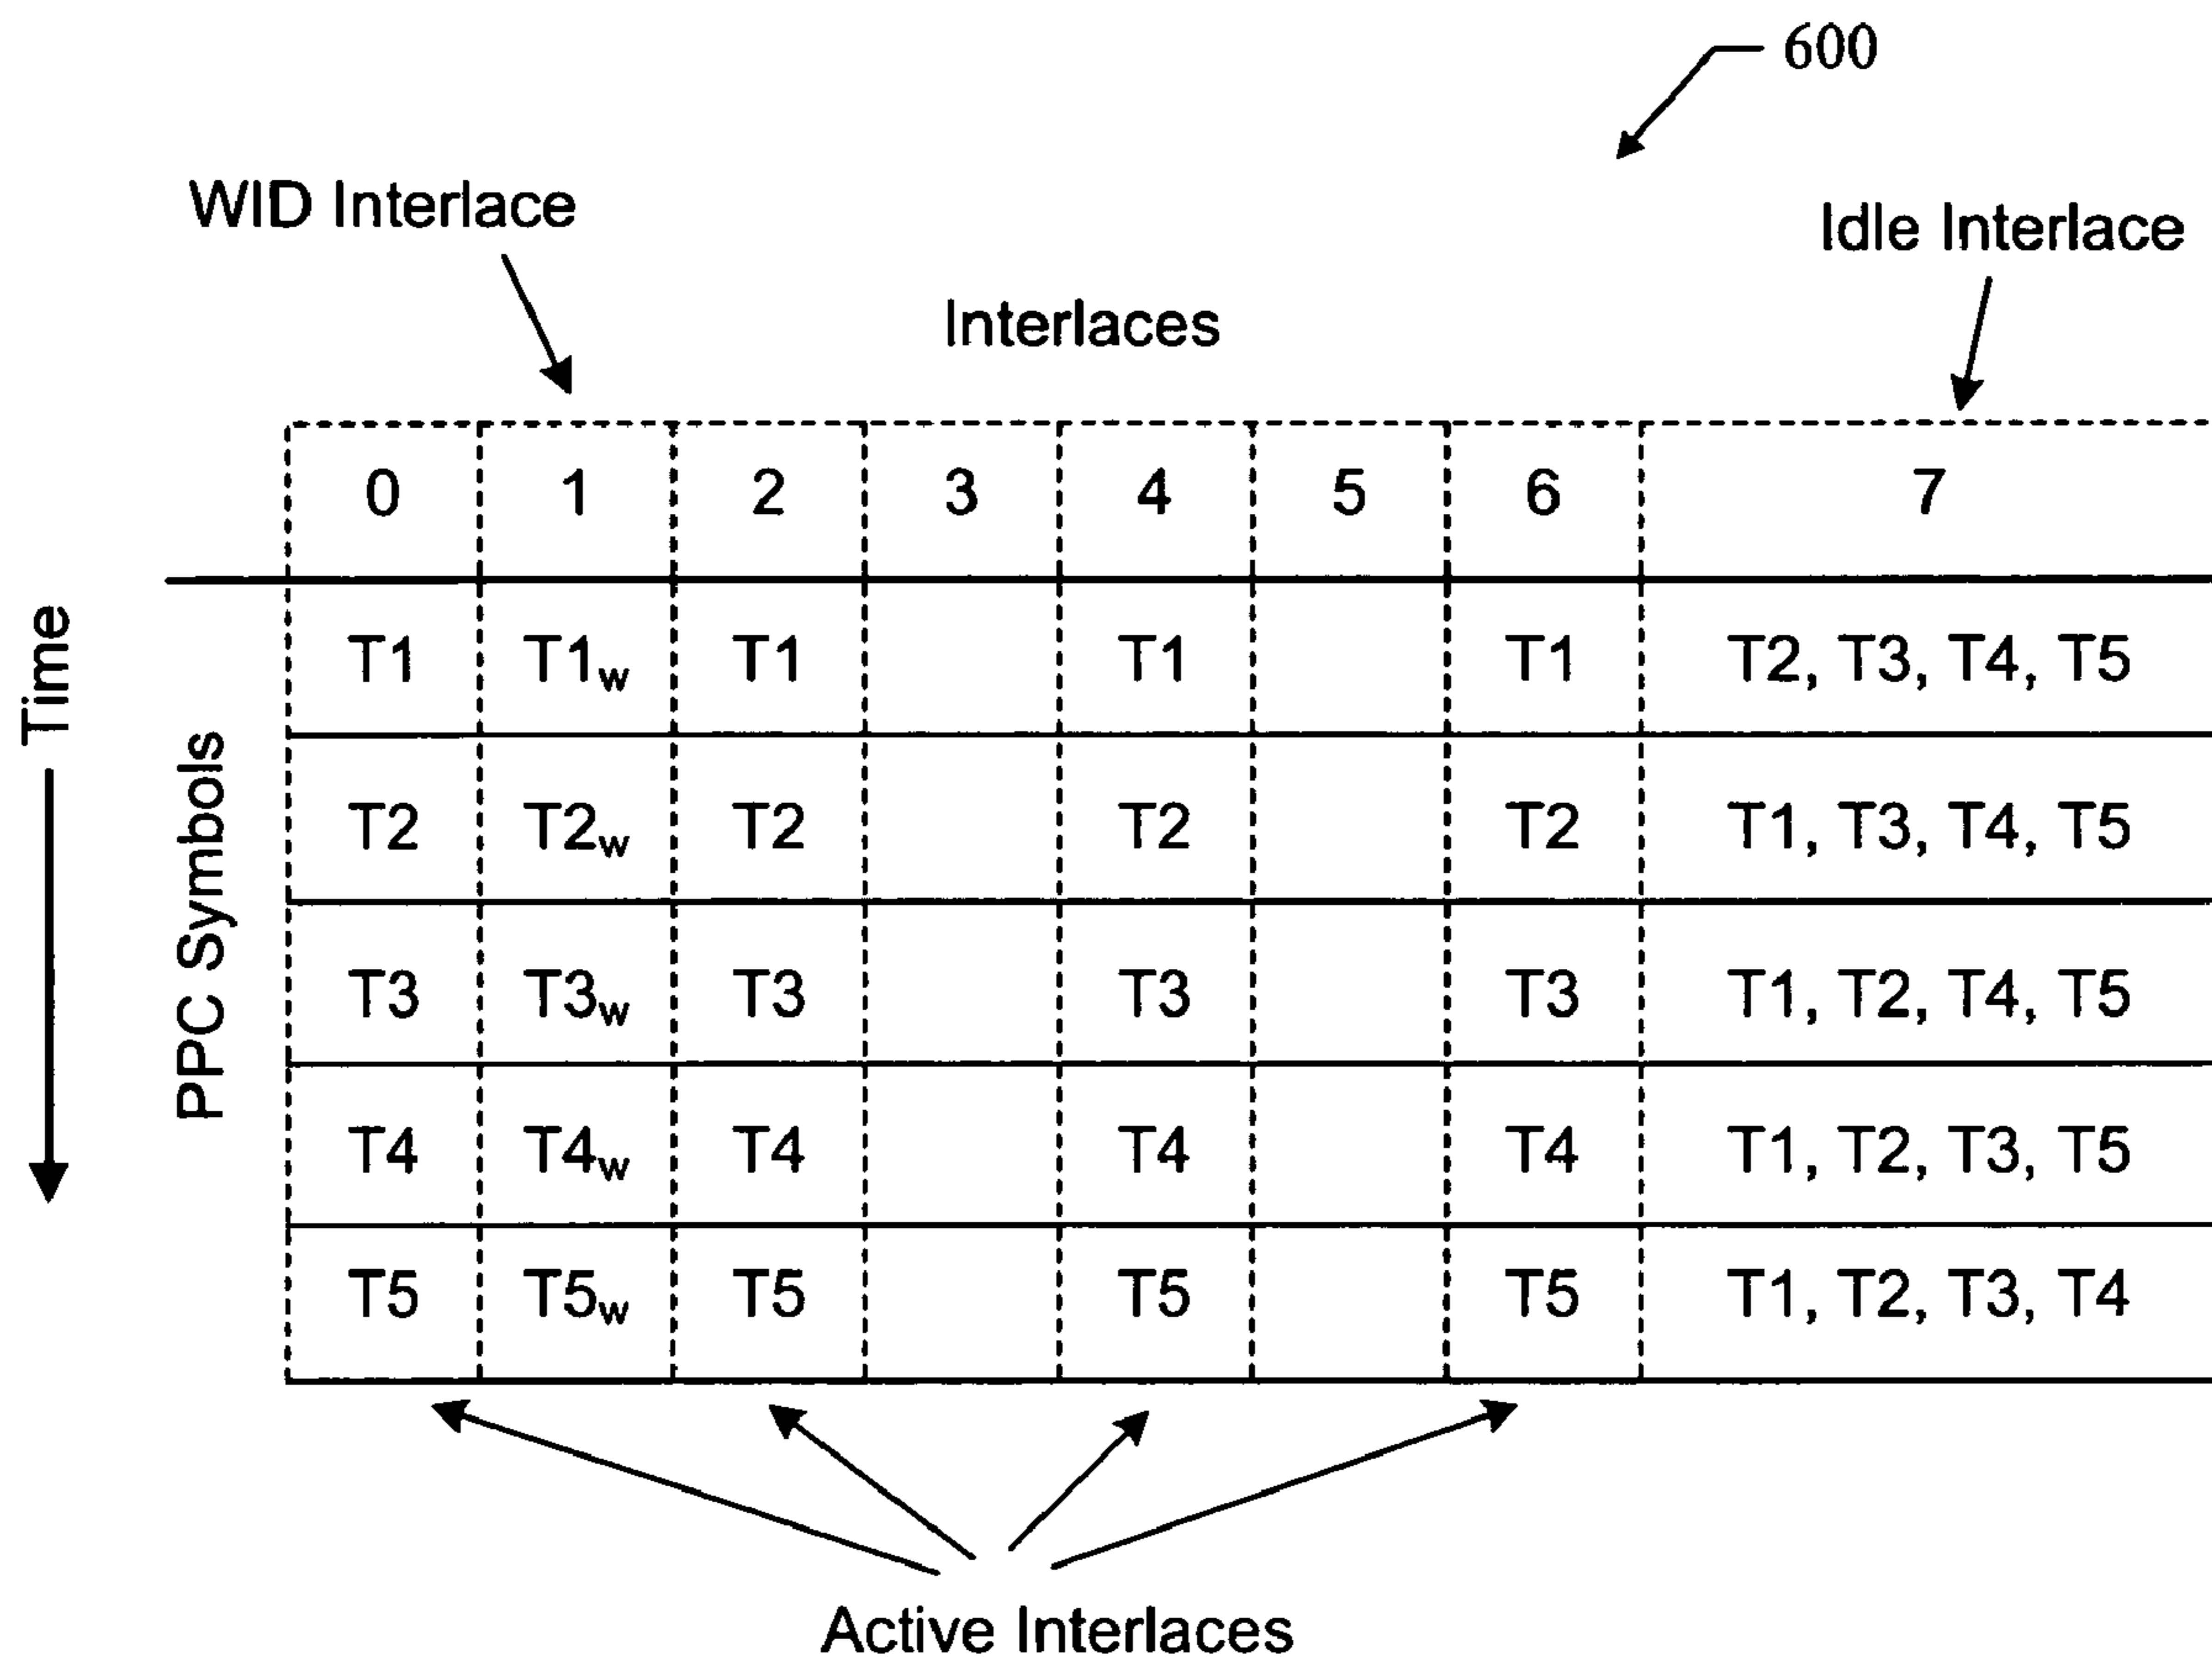 600
WID Interlace
Idle Interlace
Interlaces
0 1 2 3 4 5 6 7
T1 T1w T2 T1 T1 T2, T3, T4, T5
T2 T2w T2 T2 T2 T1, T3, T4, T5
T3 T3w T3 T3 T3 T1, T2, T4, T5
T4 T4w T4 T4 T4 T1, T2, T3, T5
T5 T5w T5 T5 T5 T1, T2, T3, T4
Time
PPC Symbols
Active Interlaces